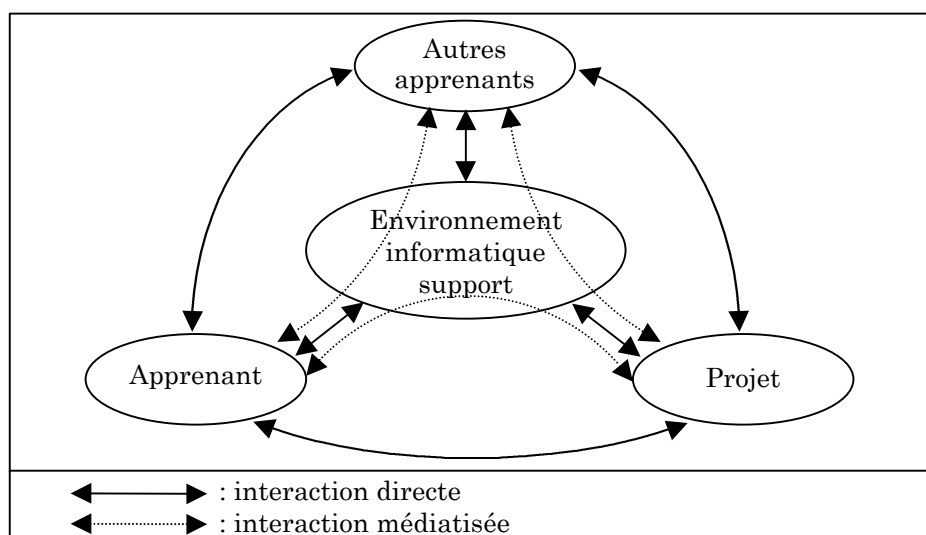 Autres
apprenants
Environnement
informatique
support
Apprenant
Projet
: interaction directe
: interaction médiatisée